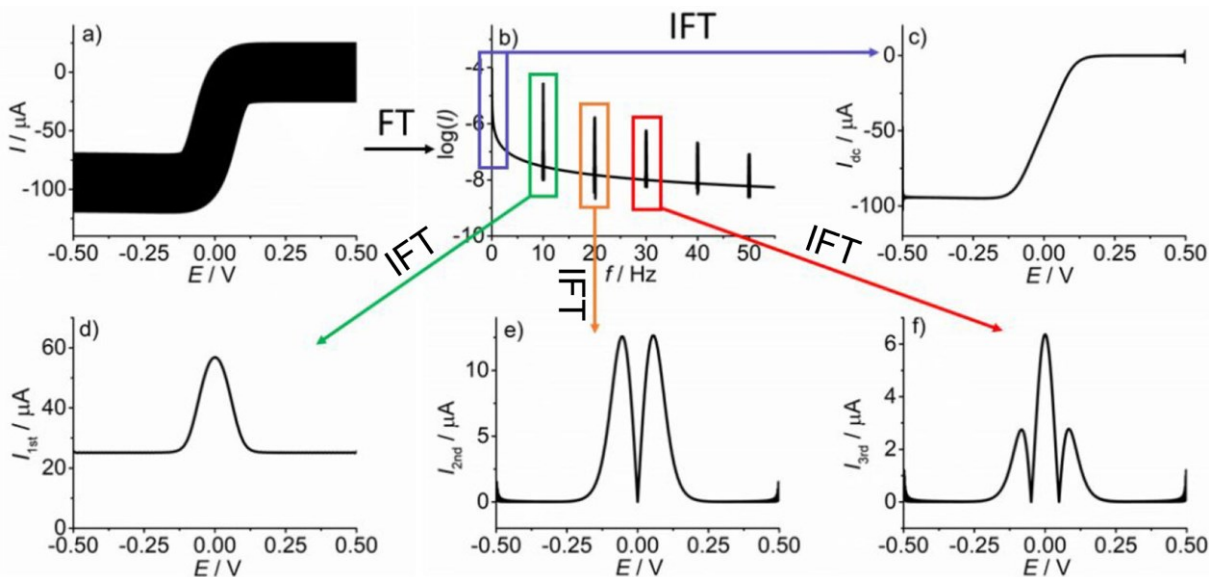 a)
I / μA
0
-50
-100
-0.50 -0.25 0.00 0.25 0.50
E / V
FT
b)
IFT
log(I)
-4
-6
-8
-10
0 10 20 30 40 50
f / Hz
c)
I dc / μA
0
-50
-100
-0.50 -0.25 0.00 0.25 0.50
E / V
IFT
IFT
IFT
d)
I 1st / μA
60
40
20
0
-0.50 -0.25 0.00 0.25 0.50
E / V
e)
I 2nd / μA
10
5
0
-0.50 -0.25 0.00 0.25 0.50
E / V
f)
I 3rd / μA
6
4
2
0
-0.50 -0.25 0.00 0.25 0.50
E / V